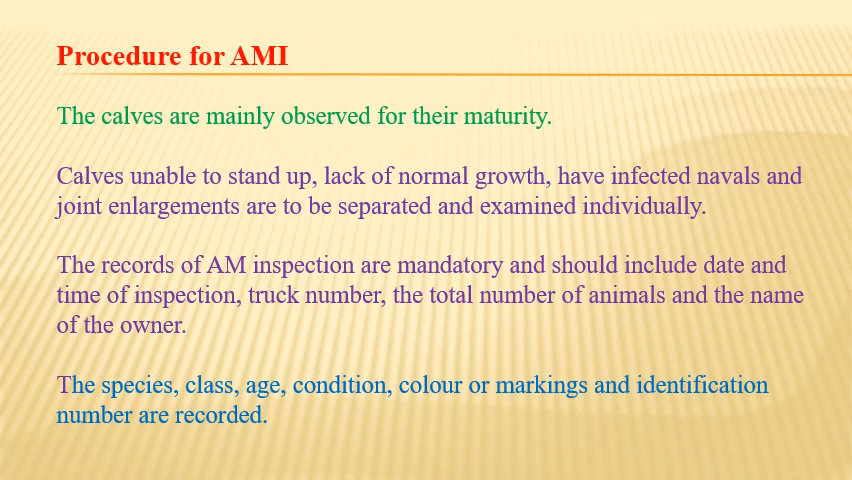 Procedure for AMI
The calves are mainly observed for their maturity.
Calves unable to stand up, lack of normal growth, have infected navals and
joint enlargements are to be separated and examined individually.
The records of AM inspection are mandatory and should include date and
time of inspection, truck number, the total number of animals and the name
of the owner.
The species, class, age, condition, colour or markings and identification
number are recorded.